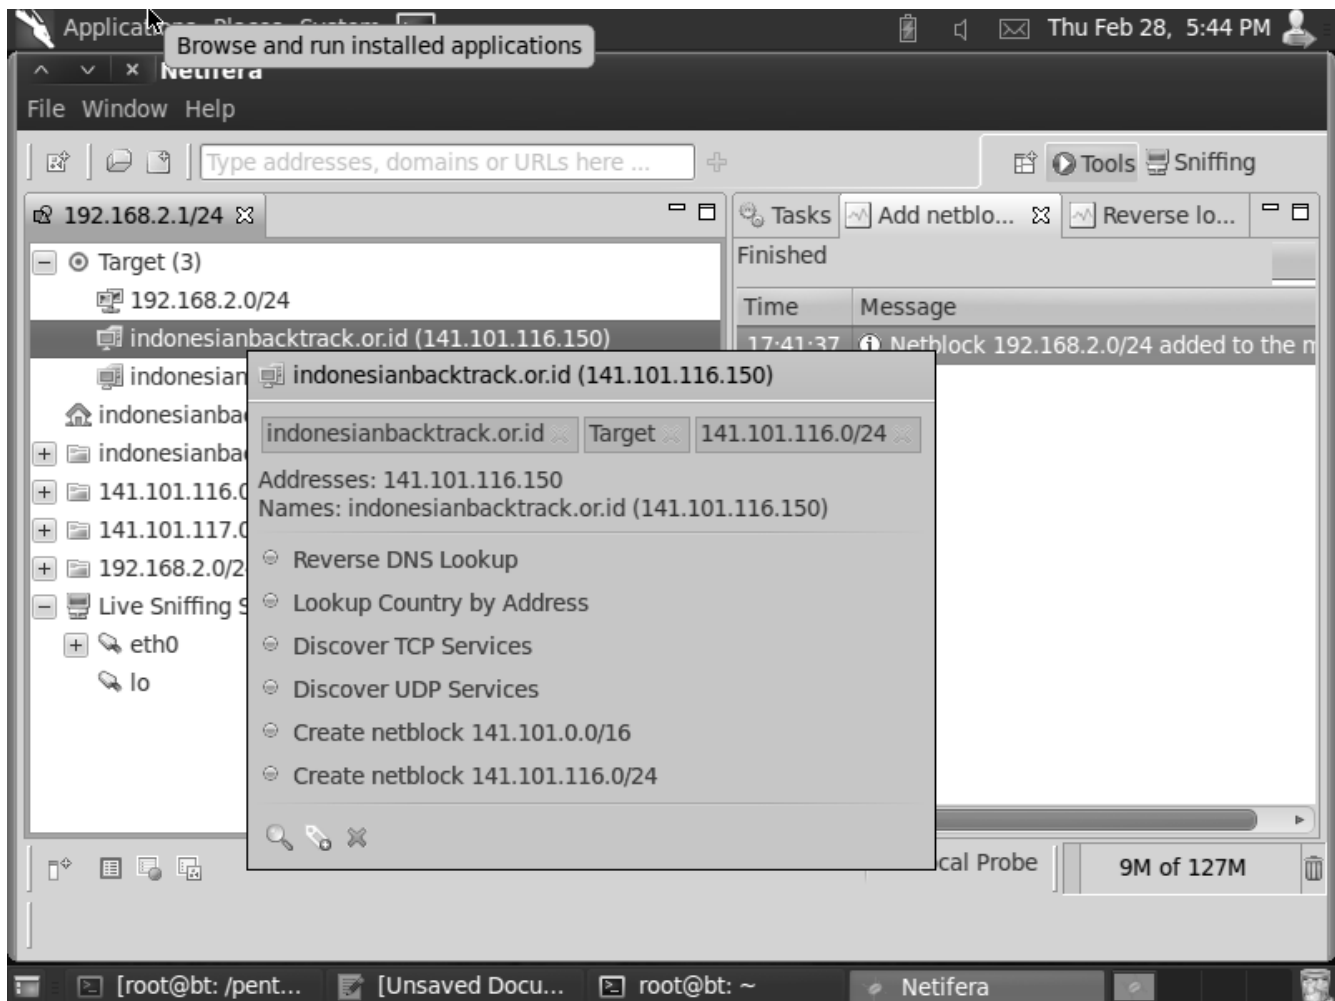 Applications Places System
Thu Feb 28, 5:44 PM
Browse and run installed applications
Netifera
File Window Help
Type addresses, domains or URLs here ...
Tools Sniffing
192.168.2.1/24
Tasks Add netblo... Reverse lo...
Target (3)
Finished
192.168.2.0/24
Time Message
indonesianbacktrack.or.id (141.101.116.150)
17:41:37 Netblock 192.168.2.0/24 added to the m
indonesian
indonesianbacktrack.or.id (141.101.116.150)
indonesianba
indonesianbacktrack.or.id Target 141.101.116.0/24
indonesianba
Addresses: 141.101.116.150
141.101.116.0
Names: indonesianbacktrack.or.id (141.101.116.150)
141.101.117.0
Reverse DNS Lookup
192.168.2.0/2
Lookup Country by Address
Live Sniffing S
eth0
Discover TCP Services
lo
Discover UDP Services
Create netblock 141.101.0.0/16
Create netblock 141.101.116.0/24
cal Probe
9M of 127M
[root@bt: /pent... [Unsaved Docu... root@bt: ~ Netifera